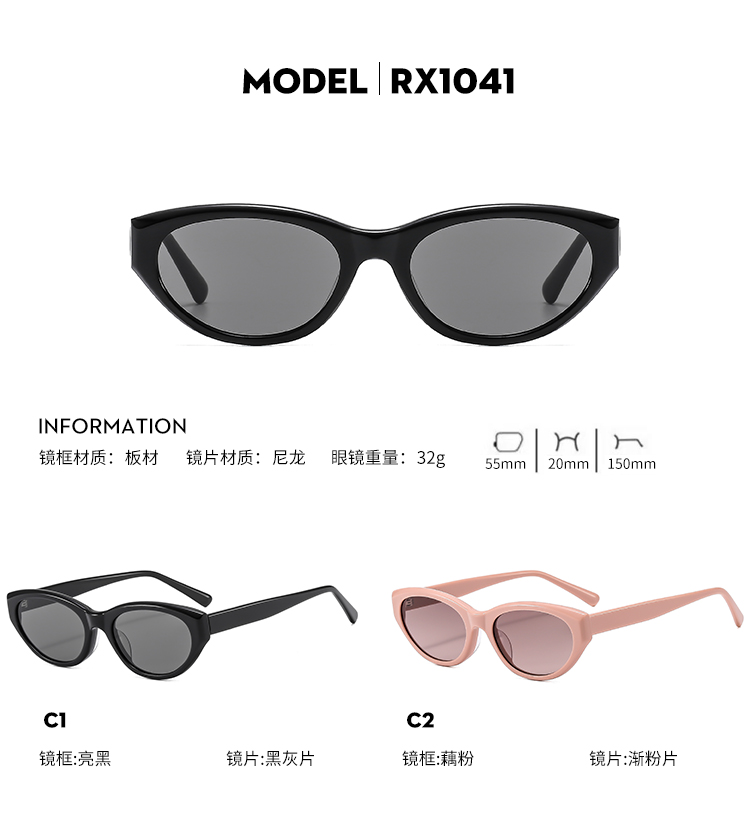 MODEL | RX1041
INFORMATION
镜框材质：板材 镜片材质：尼龙 眼镜重量：32g
55mm 20mm 150mm
C1
镜框:亮黑 镜片:黑灰片
C2
镜框:藕粉 镜片:渐粉片